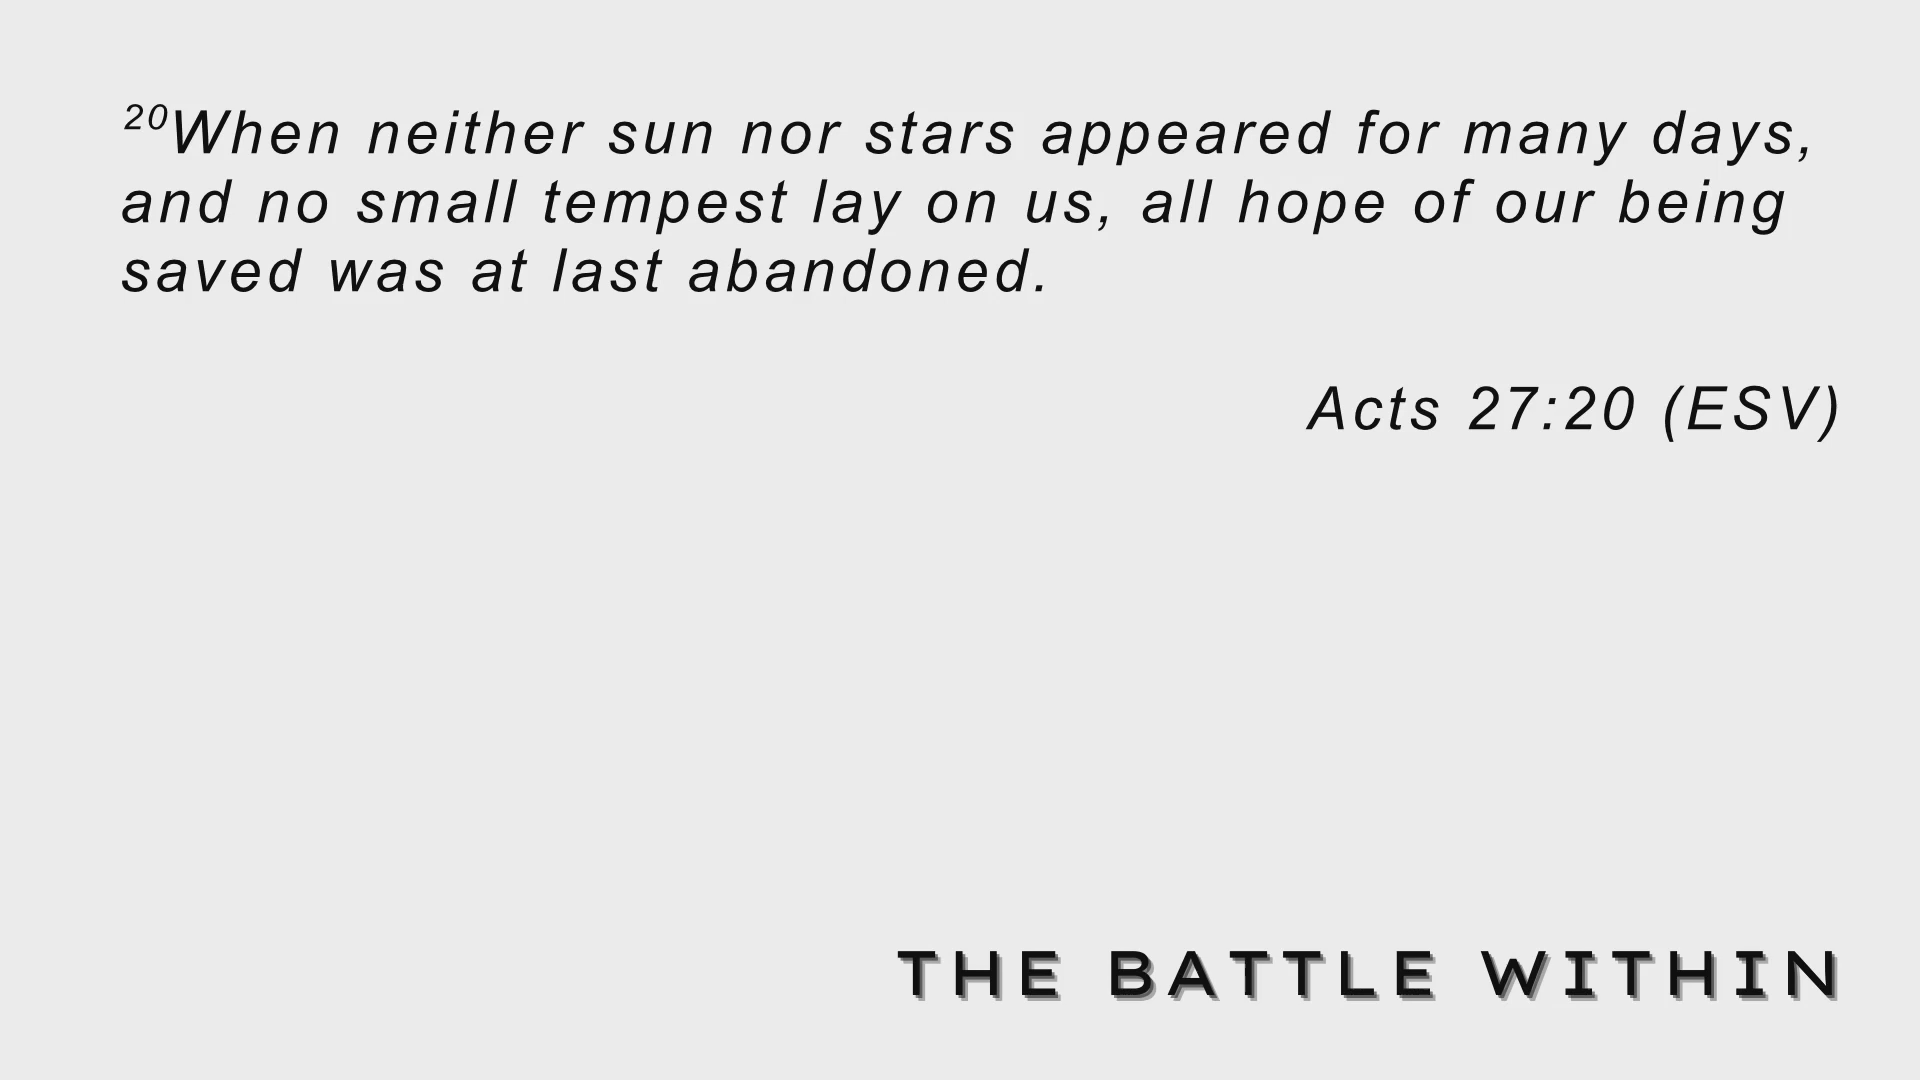 20When neither sun nor stars appeared for many days,
and no small tempest lay on us, all hope of our being
saved was at last abandoned.
Acts 27:20 (ESV)
THE BATTLE WITHIN